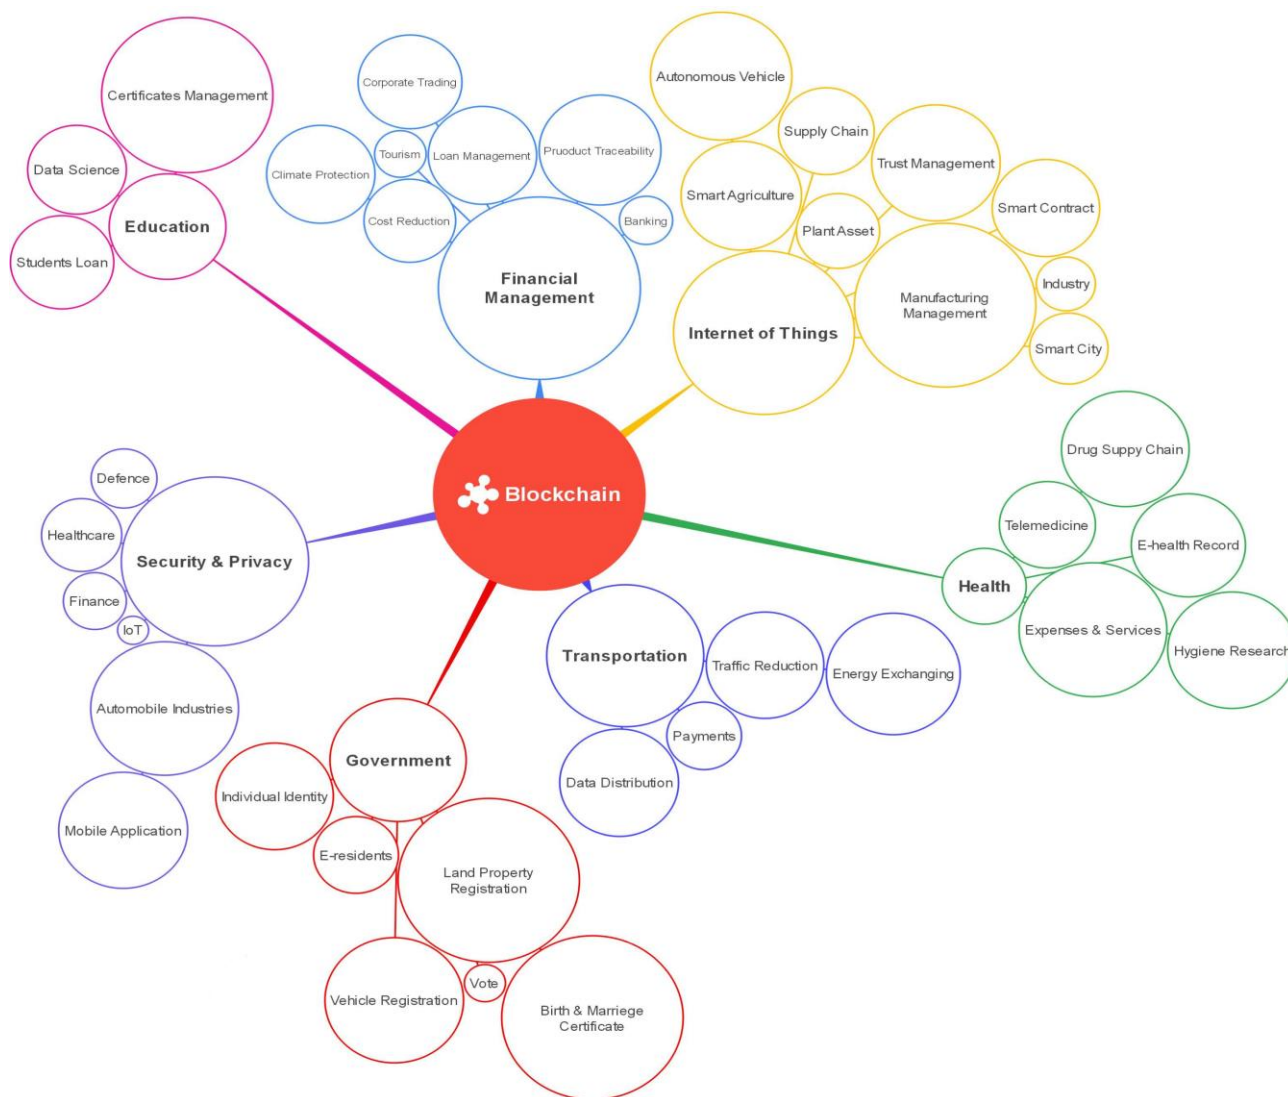 Certificates Management
Data Science
Education
Students Loan
Corporate Trading
Tourism
Loan Management
Pruoduct Traceability
Climate Protection
Cost Reduction
Banking
Financial
Management
Autonomous Vehicle
Supply Chain
Trust Management
Smart Agriculture
Plant Asset
Smart Contract
Industry
Manufacturing
Management
Internet of Things
Smart City
Blockchain
Drug Suppy Chain
Telemedicine
E-health Record
Health
Expenses & Services
Hygiene Research
Defence
Healthcare
Security & Privacy
Finance
IoT
Automobile Industries
Mobile Application
Transportation
Traffic Reduction
Energy Exchanging
Payments
Data Distribution
Government
Individual Identity
E-residents
Land Property
Registration
Vehicle Registration
Vote
Birth & Marriege
Certificate